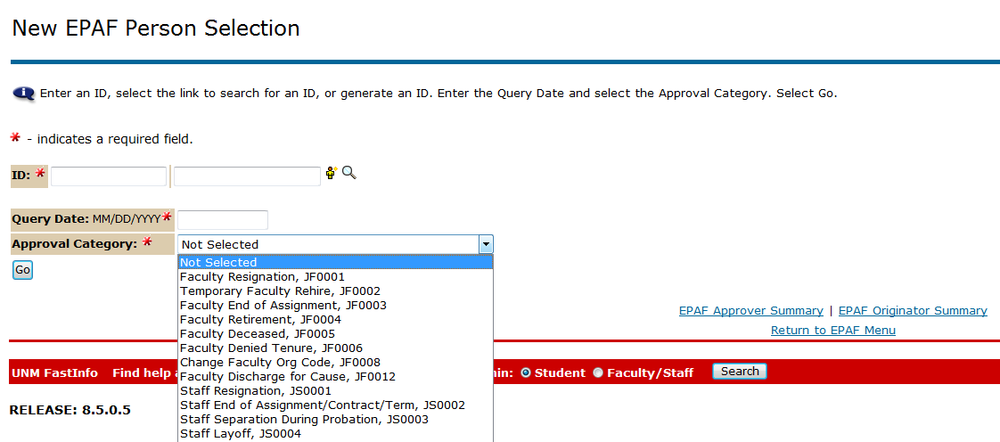 New EPAF Person Selection
Enter an ID, select the link to search for an ID, or generate an ID. Enter the Query Date and select the Approval Category. Select Go.
* - indicates a required field.
ID: *
Query Date: MM/DD/YYYY*
Approval Category: * Not Selected
Go
Not Selected
Faculty Resignation, JF0001
Temporary Faculty Rehire, JF0002
Faculty End of Assignment, JF0003
Faculty Retirement, JF0004
Faculty Deceased, JF0005
Faculty Denied Tenure, JF0006
Change Faculty Org Code, JF0008
Faculty Discharge for Cause, JF0012
Staff Resignation, JS0001
Staff End of Assignment/Contract/Term, JS0002
Staff Separation During Probation, JS0003
Staff Layoff, JS0004
EPAF Approver Summary | EPAF Originator Summary
Return to EPAF Menu
UNM FastInfo Find help Student Faculty/Staff Search
RELEASE: 8.5.0.5